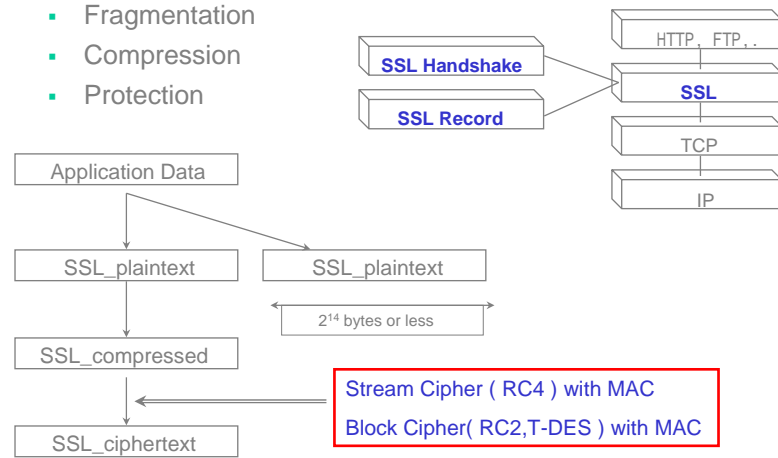 ▪ Fragmentation
▪ Compression
▪ Protection
HTTP, FTP,.
SSL Handshake
SSL
SSL Record
TCP
IP
Application Data
SSL_plaintext
SSL_plaintext
2¹⁴ bytes or less
SSL_compressed
Stream Cipher ( RC4 ) with MAC
Block Cipher( RC2,T-DES ) with MAC
SSL_ciphertext